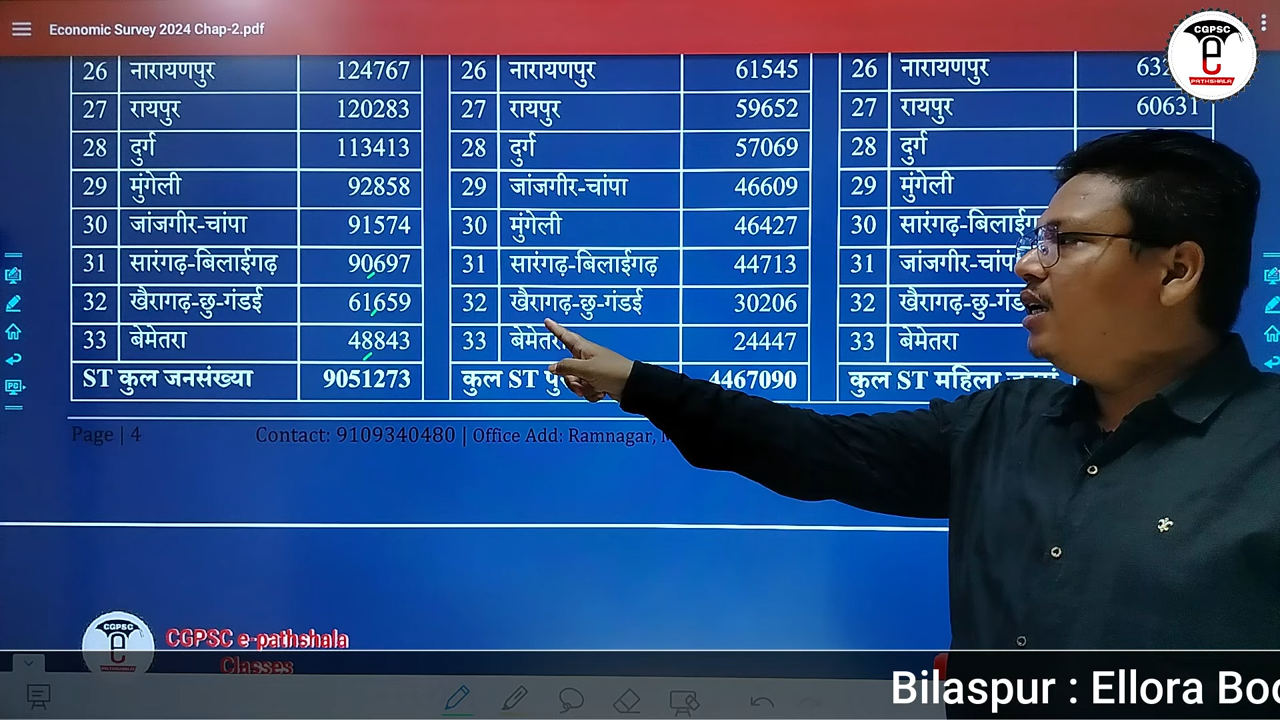 Economic Survey 2024 Chap-2.pdf
CGPSC
e
PATHSHALA
26 नारायणपुर 124767 26 नारायणपुर 61545 26 नारायणपुर
27 रायपुर 120283 27 रायपुर 59652 27 रायपुर 60631
28 दुर्ग 113413 28 दुर्ग 57069 28 दुर्ग
29 मुंगेली 92858 29 जांजगीर-चांपा 46609 29 मुंगेली
30 जांजगीर-चांपा 91574 30 मुंगेली 46427 30
31 सारंगढ़-बिलाईगढ़ 90697 31 सारंगढ़-बिलाईगढ़ 44713 31
32 खैरागढ़-छु-गंडई 61659 32 खैरागढ़-छु-गंडई 30206 32
33 बेमेतरा 48843 33 24447 33 बेमेतरा
ST कुल जनसंख्या 9051273 कुल ST 4467090 कुल ST महिला
Page | 4 Contact: 9109340480 | Office Add: Ramnagar,
CGPSC
e
PATHSHALA
CGPSC e-pathshala
Classes
Bilaspur : Ellora